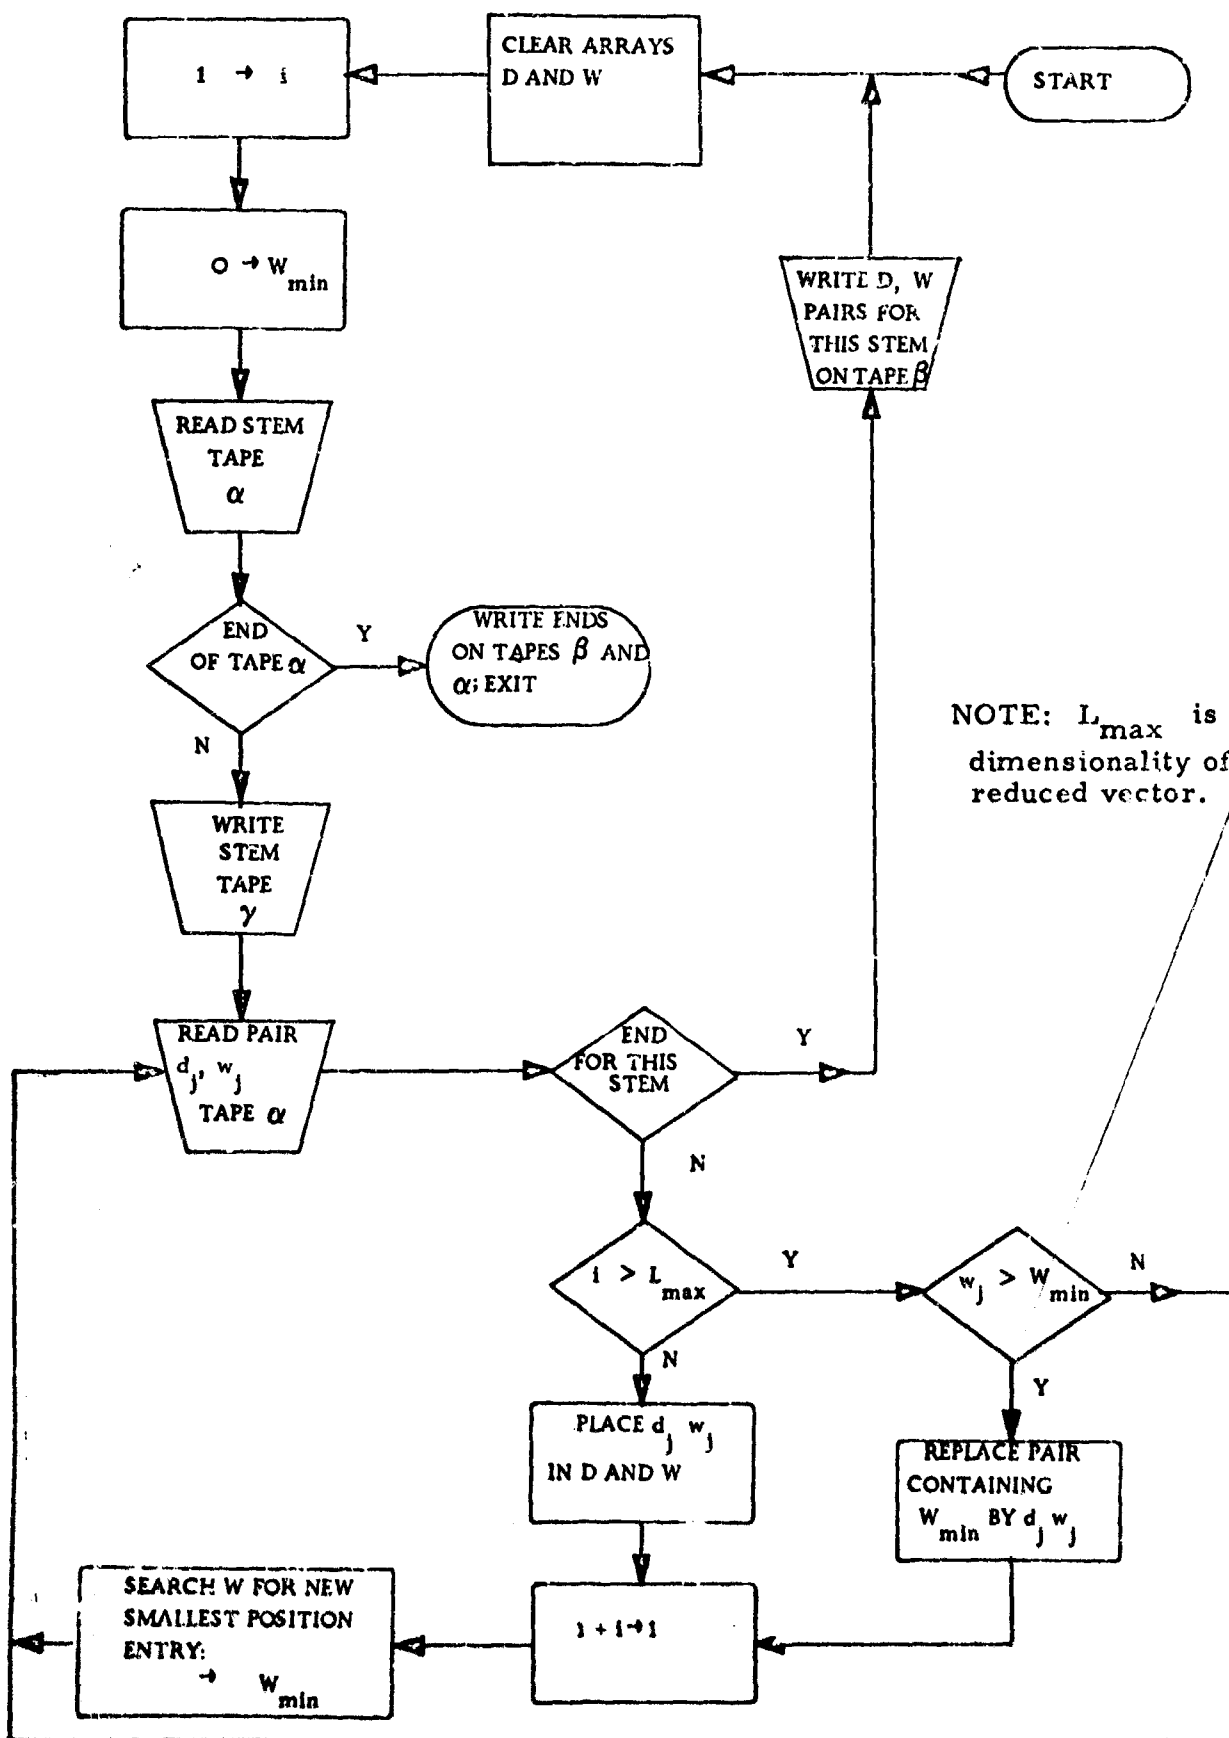 START
CLEAR ARRAYS
D AND W
1 → i
O → W min
READ STEM
TAPE
α
END
OF TAPE α
Y
WRITE ENDS
ON TAPES β AND
α; EXIT
N
WRITE
STEM
TAPE
γ
READ PAIR
d j, w j
TAPE α
END
FOR THIS
STEM
Y
WRITE D, W
PAIRS FOR
THIS STEM
ON TAPE β
NOTE: L max is
dimensionality of
reduced vector.
N
i > L max
Y
w j > W min
N
N
PLACE d j w j
IN D AND W
Y
REPLACE PAIR
CONTAINING
W min BY d j w j
1 + i → i
SEARCH W FOR NEW
SMALLEST POSITION
ENTRY:
→ W min